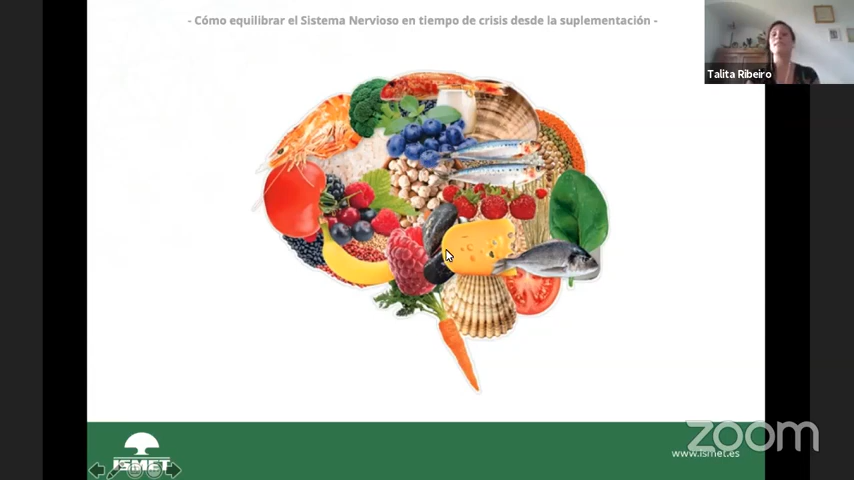 - Cómo equilibrar el Sistema Nervioso en tiempo de crisis desde la suplementación -
Talita Ribeiro
zoom
www.ismet.es
ISMET